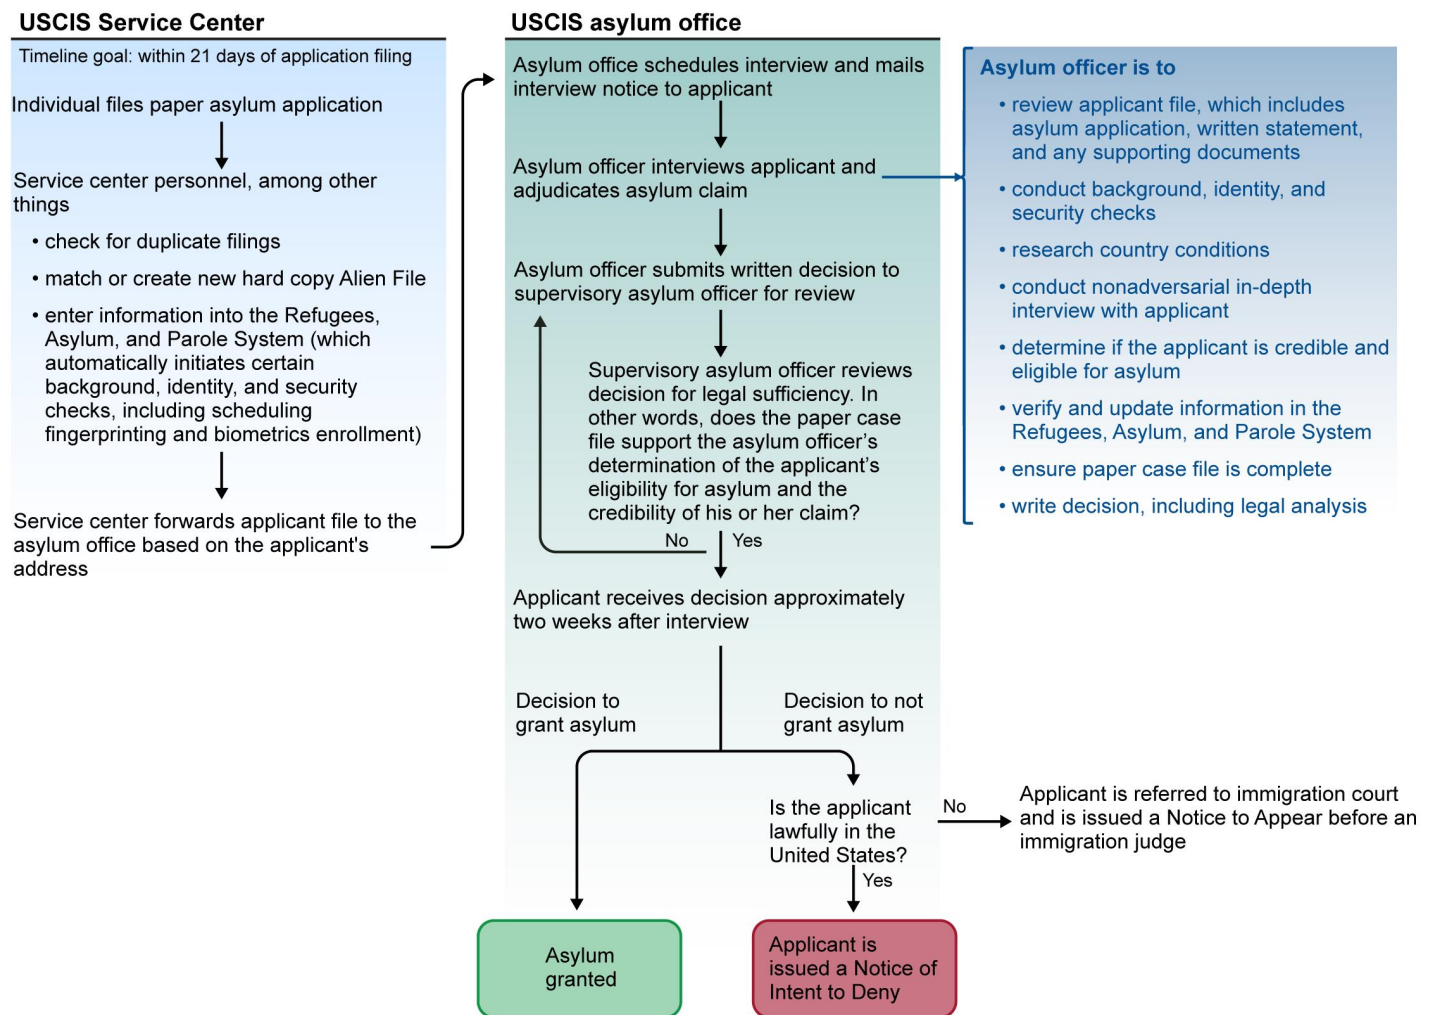 USCIS Service Center
Timeline goal: within 21 days of application filing
Individual files paper asylum application
Service center personnel, among other
things
• check for duplicate filings
• match or create new hard copy Alien File
• enter information into the Refugees,
Asylum, and Parole System (which
automatically initiates certain
background, identity, and security
checks, including scheduling
fingerprinting and biometrics enrollment)
Service center forwards applicant file to the
asylum office based on the applicant's
address
USCIS asylum office
Asylum office schedules interview and mails
interview notice to applicant
Asylum officer interviews applicant and
adjudicates asylum claim
Asylum officer submits written decision to
supervisory asylum officer for review
Supervisory asylum officer reviews
decision for legal sufficiency. In
other words, does the paper case
file support the asylum officer’s
determination of the applicant’s
eligibility for asylum and the
credibility of his or her claim?
No
Yes
Applicant receives decision approximately
two weeks after interview
Decision to
grant asylum
Decision to not
grant asylum
Is the applicant
lawfully in the
United States?
No
Yes
Applicant is referred to immigration court
and is issued a Notice to Appear before an
immigration judge
Asylum
granted
Applicant is
issued a Notice of
Intent to Deny
Asylum officer is to
• review applicant file, which includes
asylum application, written statement,
and any supporting documents
• conduct background, identity, and
security checks
• research country conditions
• conduct nonadversarial in-depth
interview with applicant
• determine if the applicant is credible and
eligible for asylum
• verify and update information in the
Refugees, Asylum, and Parole System
• ensure paper case file is complete
• write decision, including legal analysis